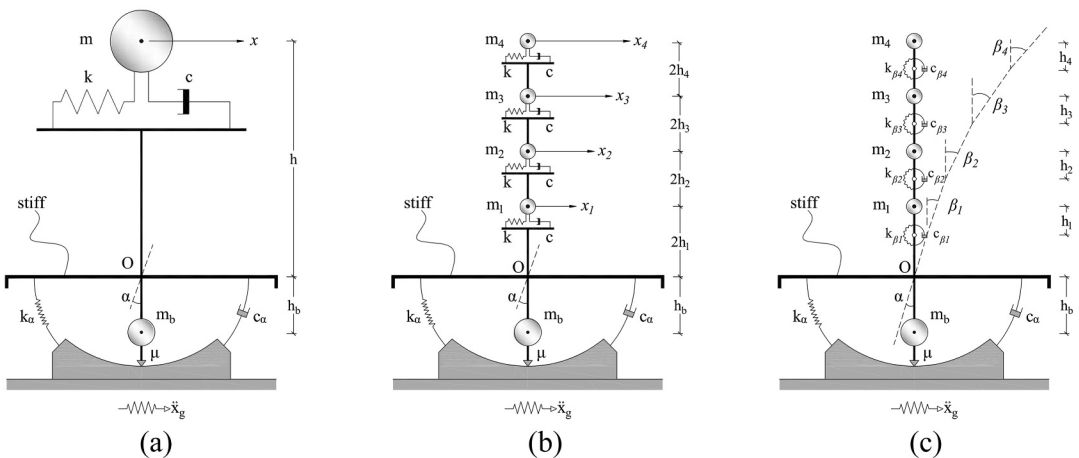 m
x
k
c
h
stiff
O
α
h_b
m_b
k_α
c_α
μ
ẍ_g
(a)
m_4
x_4
k
c
2h_4
m_3
x_3
k
c
2h_3
m_2
x_2
k
c
2h_2
m_1
x_1
k
c
2h_1
stiff
O
α
h_b
m_b
k_α
c_α
μ
ẍ_g
(b)
m_4
β_4
h_4
k_β4
c_β4
m_3
β_3
h_3
k_β3
c_β3
m_2
β_2
h_2
k_β2
c_β2
m_1
β_1
h_1
k_β1
c_β1
stiff
O
α
h_b
m_b
k_α
c_α
μ
ẍ_g
(c)